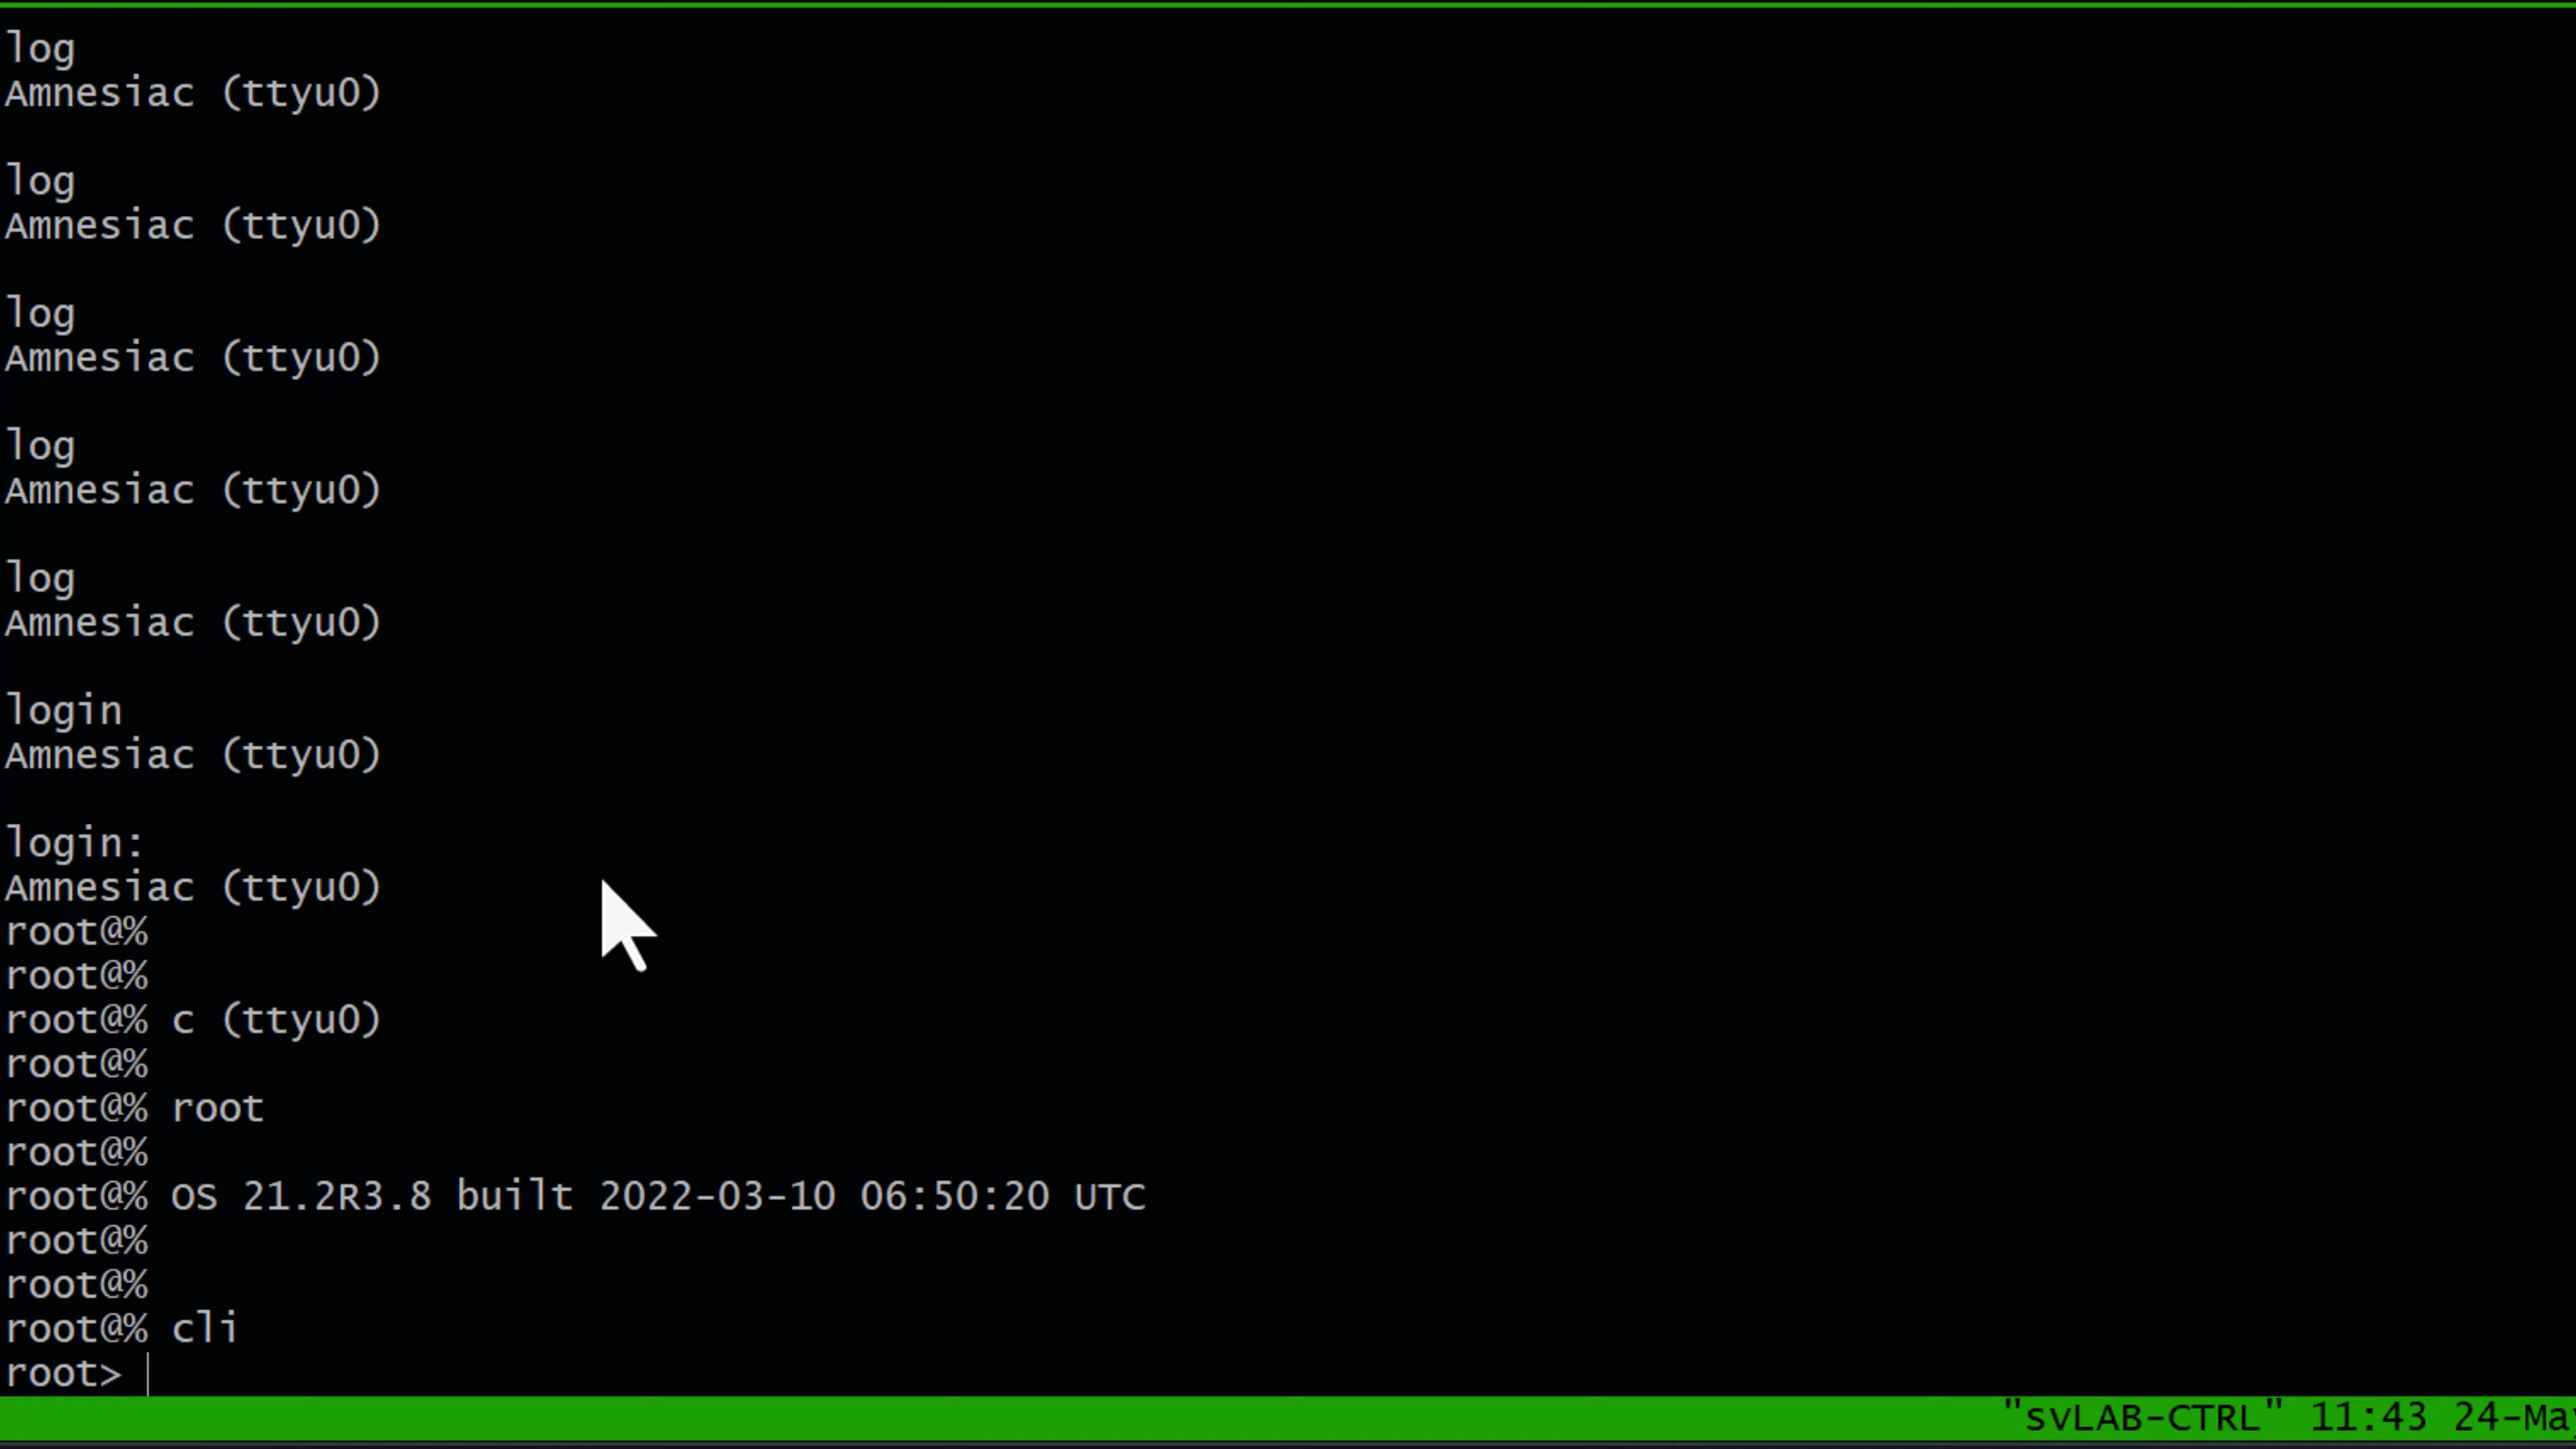 log
Amnesiac (ttyu0)
log
Amnesiac (ttyu0)
log
Amnesiac (ttyu0)
log
Amnesiac (ttyu0)
log
Amnesiac (ttyu0)
login
Amnesiac (ttyu0)
login:
Amnesiac (ttyu0)
root@%
root@%
root@% c (ttyu0)
root@%
root@% root
root@%
root@% OS 21.2R3.8 built 2022-03-10 06:50:20 UTC
root@%
root@%
root@% cli
root>
"svLAB-CTRL" 11:43 24-May